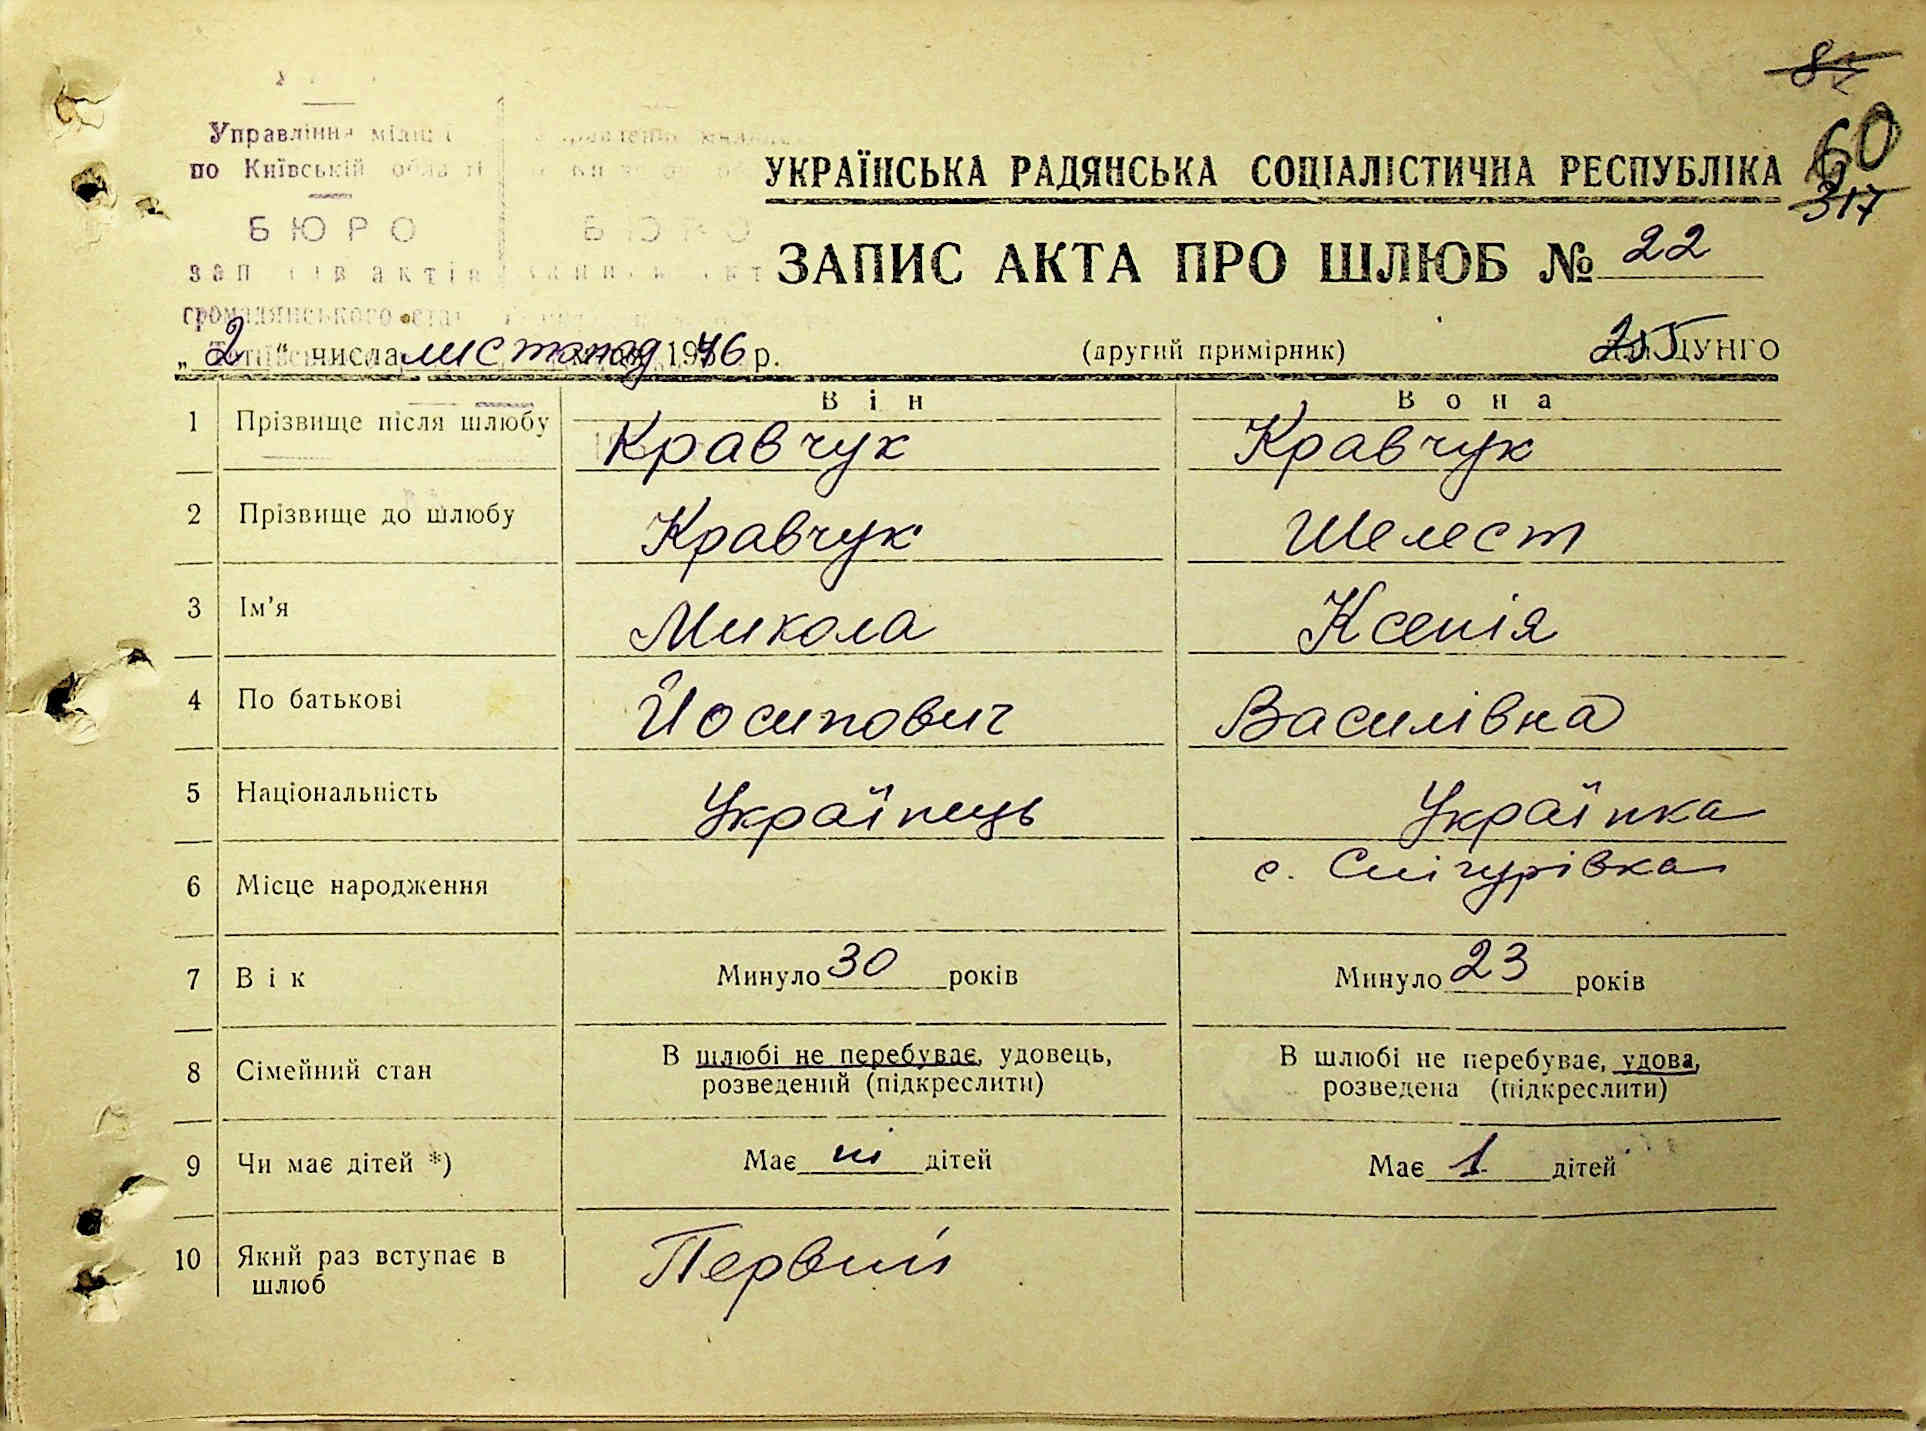 Управління міліції
по Київській області
БЮРО
записів актів
громадянського стану
УКРАЇНСЬКА РАДЯНСЬКА СОЦІАЛІСТИЧНА РЕСПУБЛІКА
60
317
ЗАПИС АКТА ПРО ШЛЮБ № 22
„2“ числа листопад 1946 р. (другий примірник) ЦУНГО
Він Вона
1 Прізвище після шлюбу Кравчук Кравчук
2 Прізвище до шлюбу Кравчук Шелест
3 Ім'я Микола Ксенія
4 По батькові Йосипович Василівна
5 Національність Українець Українка
6 Місце народження с. Снігурівка
7 Вік Минуло 30 років Минуло 23 років
8 Сімейний стан В шлюбі не перебуває, удовець, В шлюбі не перебуває, удова,
розведений (підкреслити) розведена (підкреслити)
9 Чи має дітей *) Має ні дітей Має 1 дітей
10 Який раз вступає в Первий
шлюб